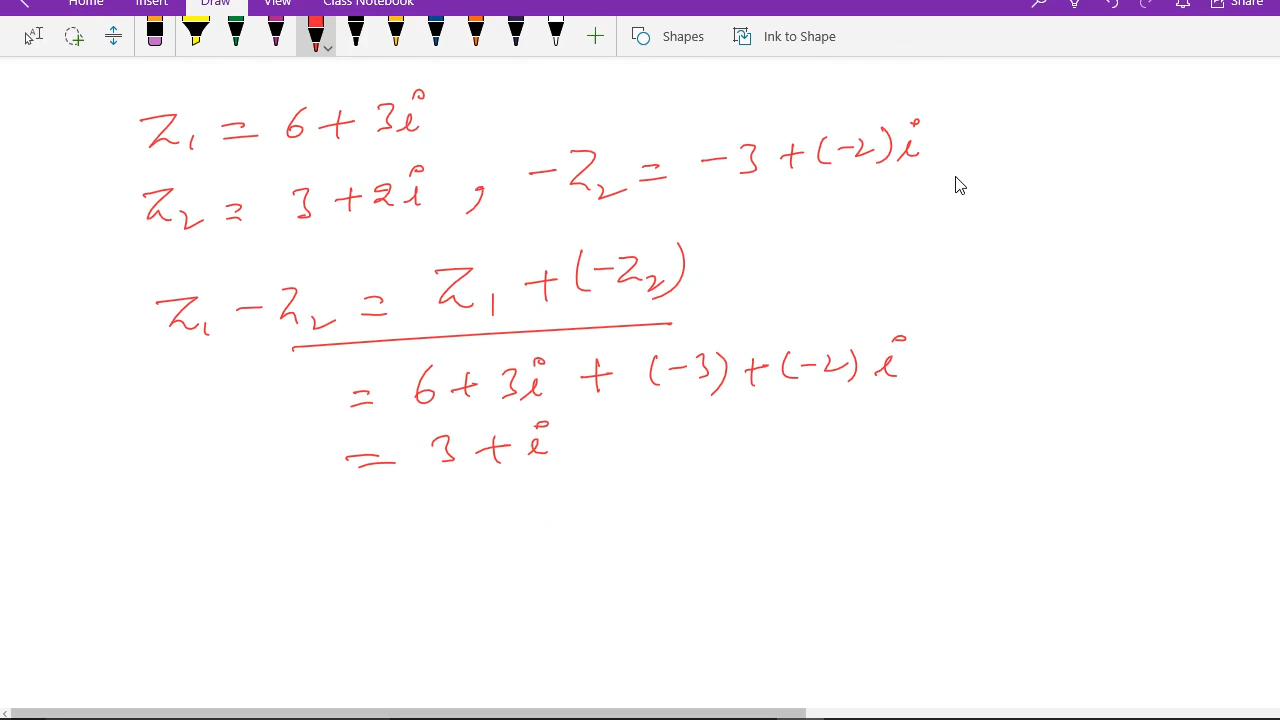 Home Insert Draw View Class Notebook Share
Shapes Ink to Shape
Z₁ = 6 + 3i
Z₂ = 3 + 2i , -Z₂ = -3 + (-2)i
Z₁ - Z₂ = Z₁ + (-Z₂)
= 6 + 3i + (-3) + (-2) i
= 3 + i